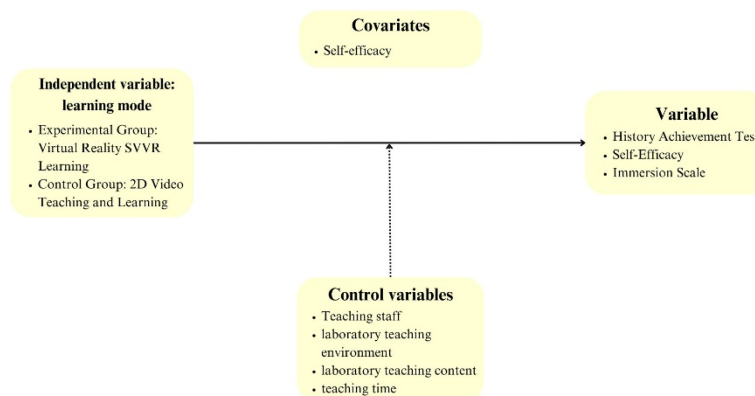 Covariates
• Self-efficacy
Independent variable:
learning mode
• Experimental Group:
Virtual Reality SVVR
Learning
• Control Group: 2D Video
Teaching and Learning
Variable
• History Achievement Tes
• Self-Efficacy
• Immersion Scale
Control variables
• Teaching staff
• laboratory teaching
environment
• laboratory teaching content
• teaching time